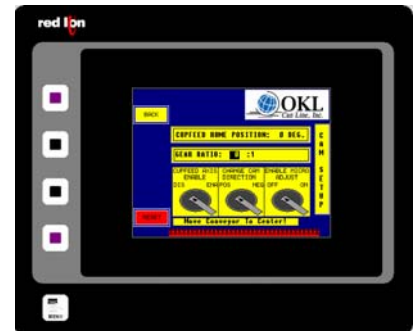 red lion
OKL
Can Line, Inc.
BACK
CUPFEED HOME POSITION: 0 DEG.
GEAR RATIO: 0 :1
CUPFEED AXIS ENABLE
CHANGE CAM DIRECTION
ENABLE MICRO ADJUST
DIS ENA
POS NEG
OFF ON
CAM SETUP
RESET
Move Conveyor To Center!
MENU